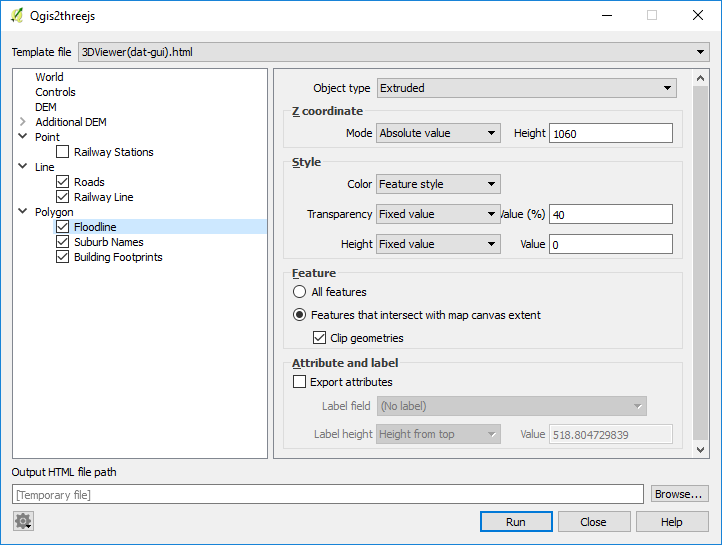 Qgis2threejs
Template file 3DViewer(dat-gui).html
World
Controls
DEM
Additional DEM
Point
Railway Stations
Line
Roads
Railway Line
Polygon
Floodline
Suburb Names
Building Footprints
Object type Extruded
Z coordinate
Mode Absolute value Height 1060
Style
Color Feature style
Transparency Fixed value Value (%) 40
Height Fixed value Value 0
Feature
All features
Features that intersect with map canvas extent
Clip geometries
Attribute and label
Export attributes
Label field (No label)
Label height Height from top Value 518.804729839
Output HTML file path
[Temporary file] Browse...
Run Close Help